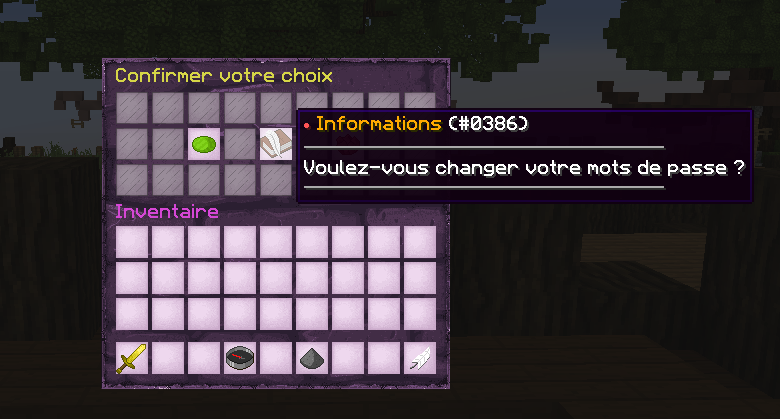 Confirmer votre choix
• Informations (#0386)
Voulez-vous changer votre mots de passe ?
Inventaire